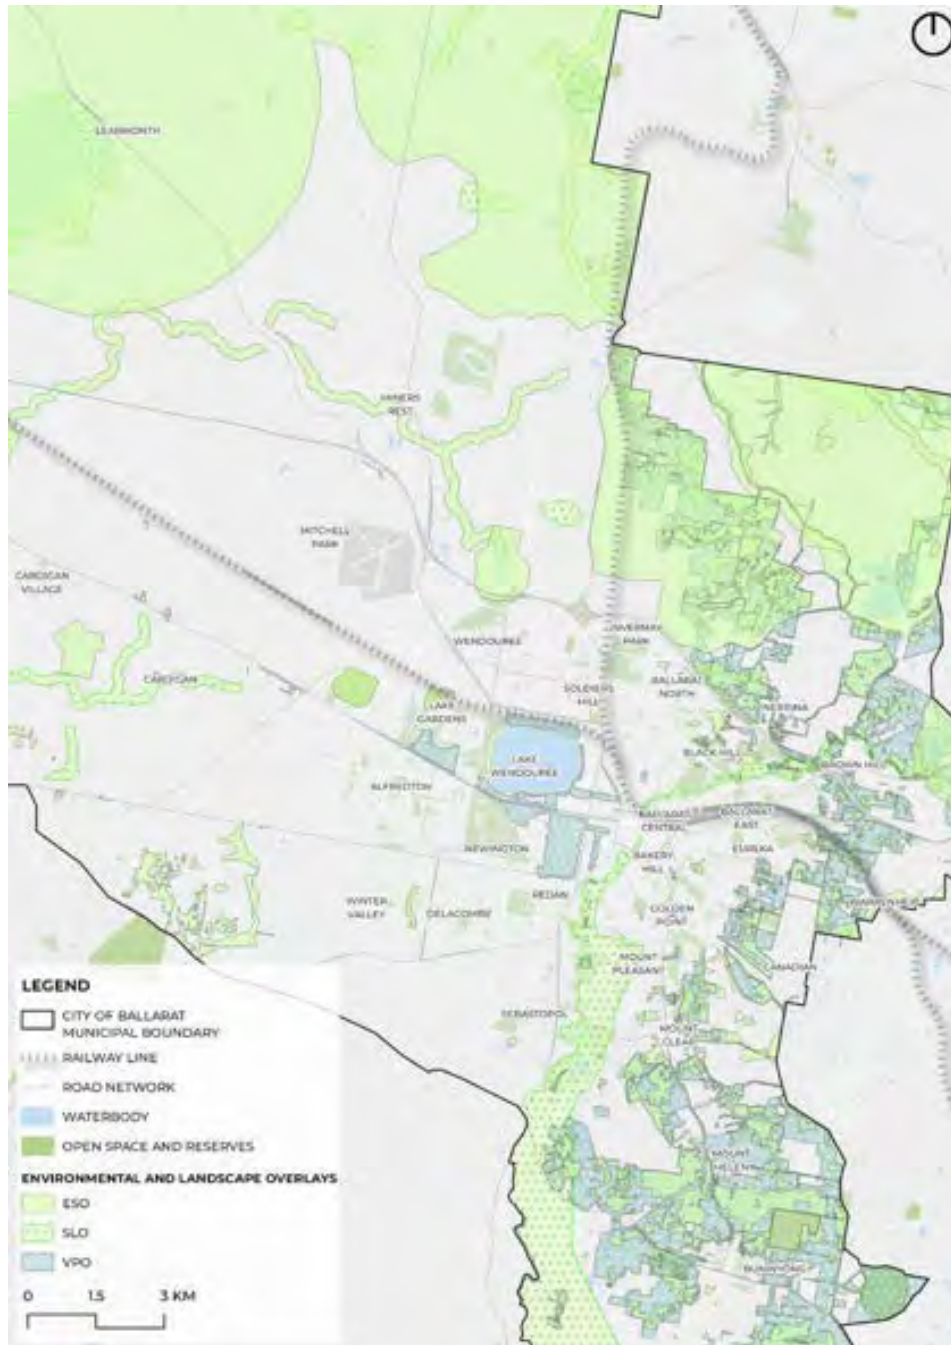 LEARMONTH
MINERS
REST
MITCHELL
PARK
CARDIGAN
VILLAGE
WENDOUREE
INVERMAY
PARK
CARDIGAN
SOLDIERS
HILL
BALLARAT
NORTH
NERRINA
LAKE
GARDENS
BLACK HILL
LAKE
WENDOUREE
BROWN HILL
ALFREDTON
BALLARAT
CENTRAL
BALLARAT
EAST
NEWINGTON
BAKERY
HILL
EUREKA
WINTER
VALLEY
DELACOMBE
REDAN
GOLDEN
POINT
WARRENHEIP
MOUNT
PLEASANT
CANADIAN
SEBASTOPOL
MOUNT
CLEAR
MOUNT
HELEN
BUNINYONG
LEGEND
CITY OF BALLARAT
MUNICIPAL BOUNDARY
RAILWAY LINE
ROAD NETWORK
WATERBODY
OPEN SPACE AND RESERVES
ENVIRONMENTAL AND LANDSCAPE OVERLAYS
ESO
SLO
VPO
0 1.5 3 KM